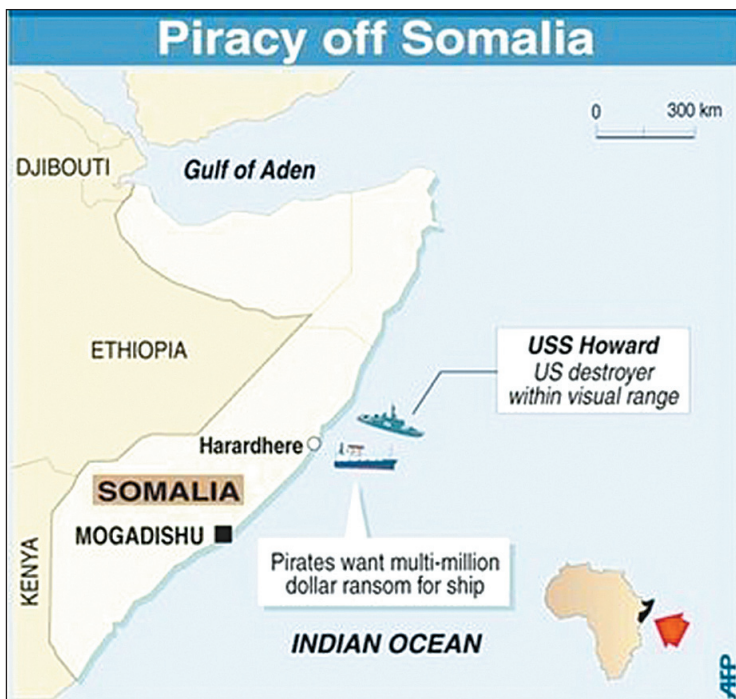 Piracy off Somalia
0 300 km
DJIBOUTI
Gulf of Aden
ETHIOPIA
USS Howard
US destroyer
within visual range
Harardhere
SOMALIA
MOGADISHU
KENYA
Pirates want multi-million
dollar ransom for ship
INDIAN OCEAN
AFP